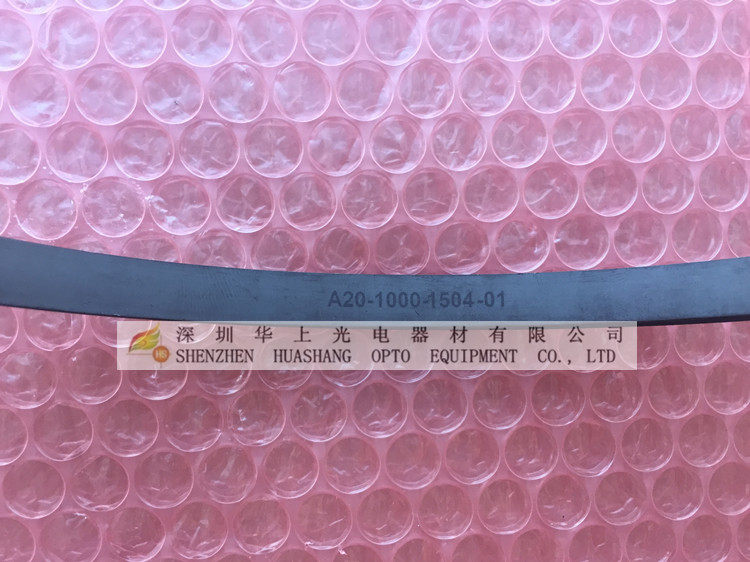 A20-1000-1504-01
深圳华上光电器材有限公司
HS
SHENZHEN HUASHANG OPTO EQUIPMENT CO., LTD